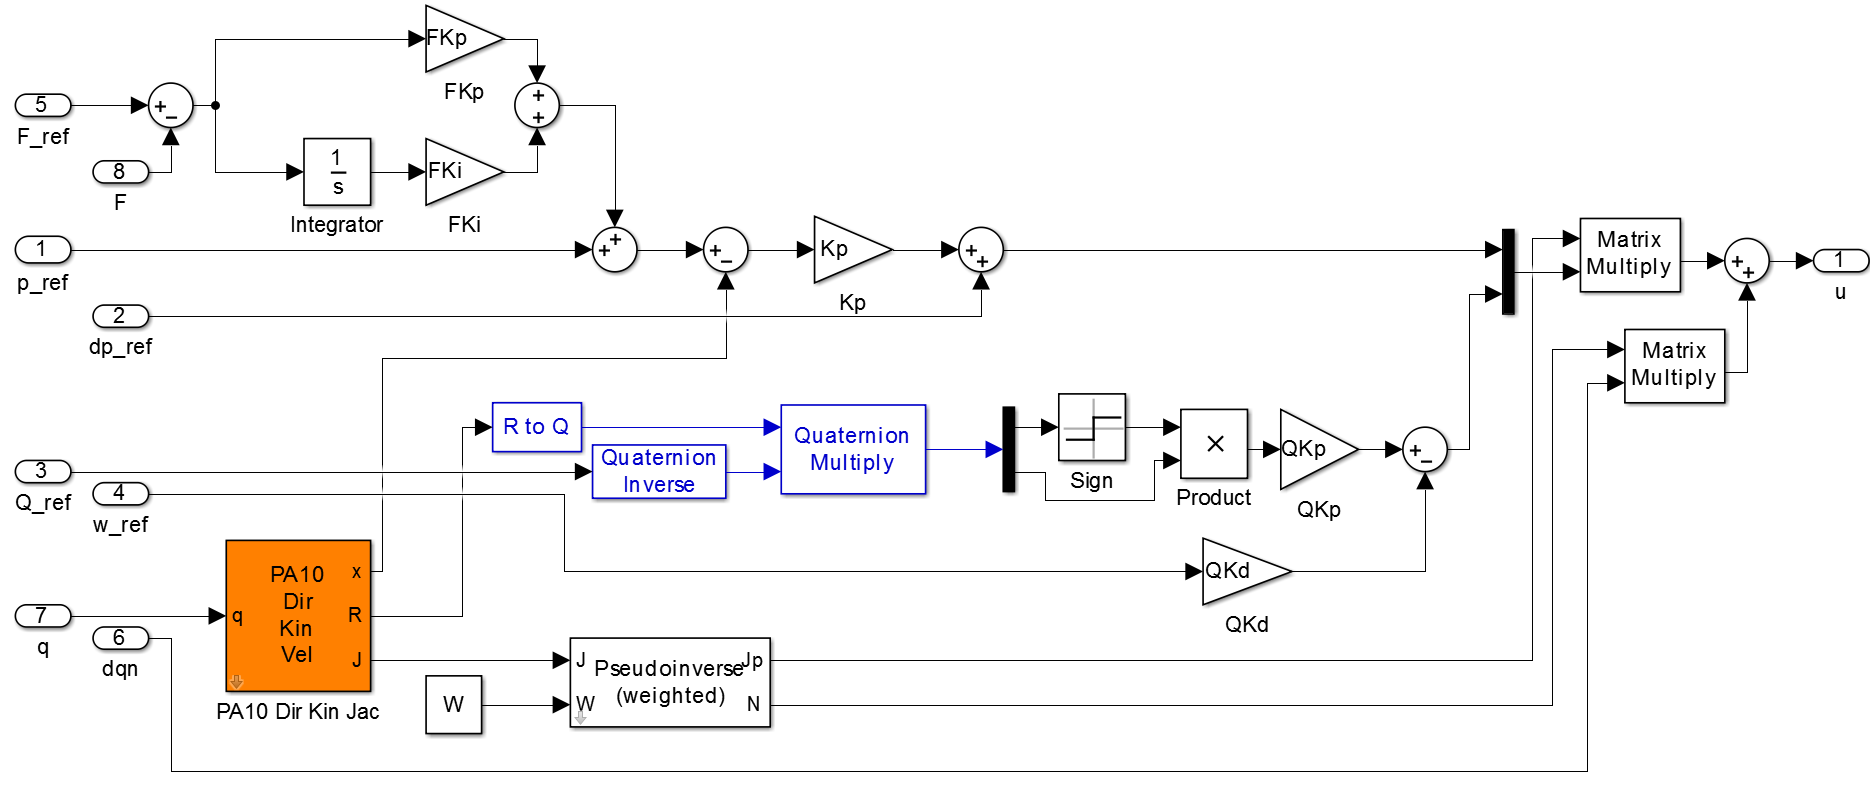 FKp
FKp
5
F_ref
+
−
+
+
8
F
1
s
Integrator
FKi
FKi
1
p_ref
+
+
+
−
Kp
Kp
+
+
2
dp_ref
Matrix
Multiply
+
+
1
u
Matrix
Multiply
R to Q
Quaternion
Inverse
Quaternion
Multiply
Sign
×
Product
QKp
QKp
+
−
3
Q_ref
4
w_ref
QKd
QKd
7
q
6
dqn
q
PA10
Dir
Kin
Vel
x
R
J
PA10 Dir Kin Jac
W
J
W
Pseudoinverse
(weighted)
Jp
N